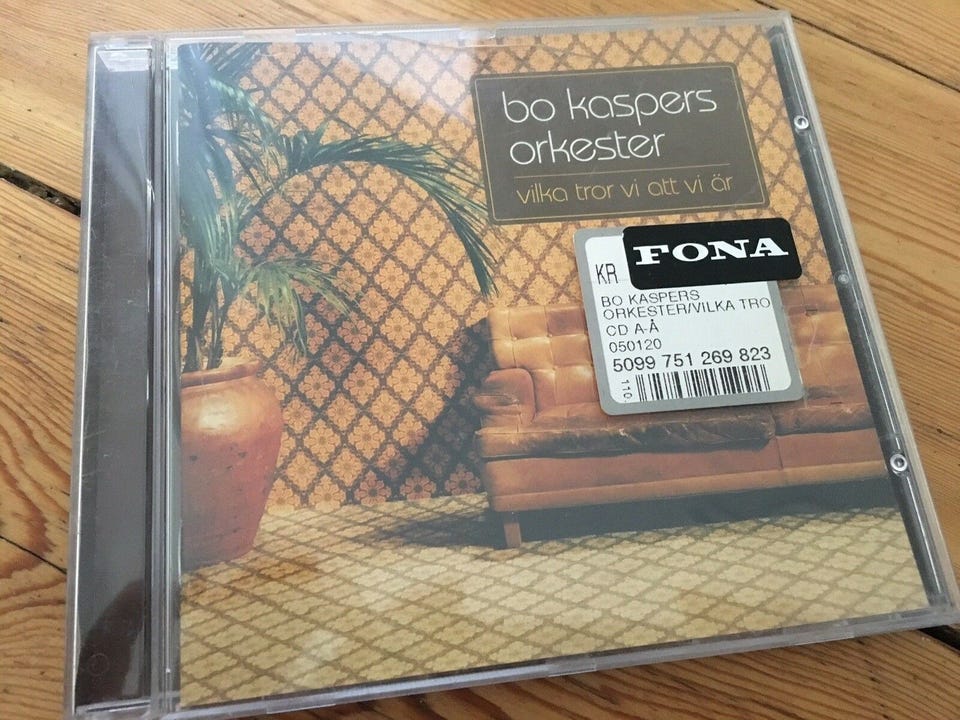 bo kaspers
orkester
vilka tror vi att vi är
FONA
KR
BO KASPERS
ORKESTER/VILKA TRO
CD A-Å
050120
5099 751 269 823
110